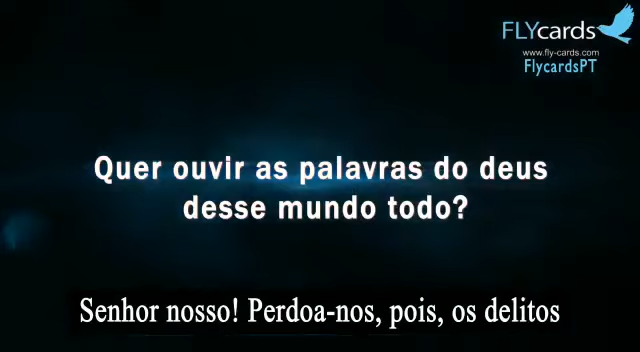 FLYcards
www.fly-cards.com
FlycardsPT
Quer ouvir as palavras do deus
desse mundo todo?
Senhor nosso! Perdoa-nos, pois, os delitos